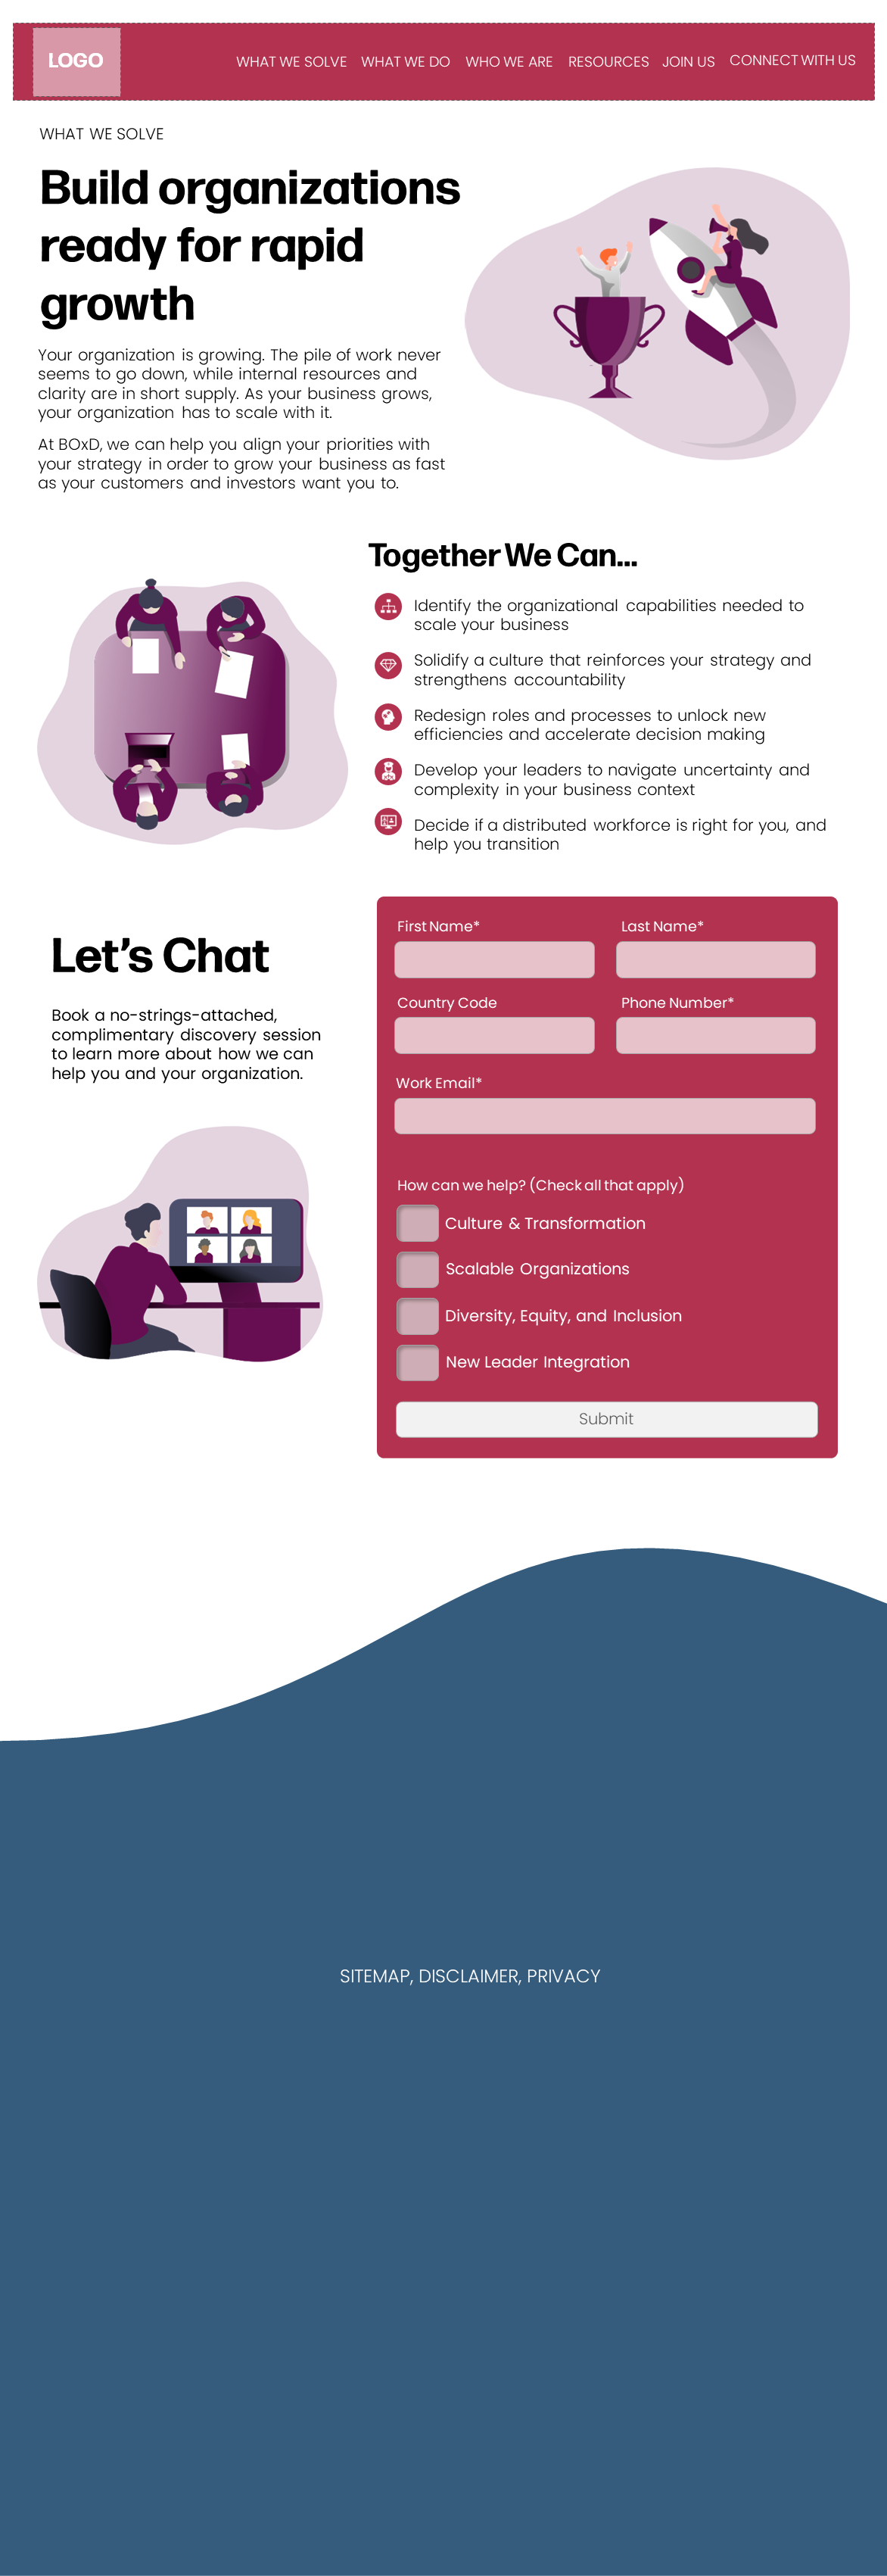 LOGO
WHAT WE SOLVE WHAT WE DO WHO WE ARE RESOURCES JOIN US CONNECT WITH US
WHAT WE SOLVE
Build organizations
ready for rapid
growth
Your organization is growing. The pile of work never
seems to go down, while internal resources and
clarity are in short supply. As your business grows,
your organization has to scale with it.
At BOxD, we can help you align your priorities with
your strategy in order to grow your business as fast
as your customers and investors want you to.
Together We Can...
Identify the organizational capabilities needed to
scale your business
Solidify a culture that reinforces your strategy and
strengthens accountability
Redesign roles and processes to unlock new
efficiencies and accelerate decision making
Develop your leaders to navigate uncertainty and
complexity in your business context
Decide if a distributed workforce is right for you, and
help you transition
Let's Chat
Book a no-strings-attached,
complimentary discovery session
to learn more about how we can
help you and your organization.
First Name* Last Name*
Country Code Phone Number*
Work Email*
How can we help? (Check all that apply)
Culture & Transformation
Scalable Organizations
Diversity, Equity, and Inclusion
New Leader Integration
Submit
SITEMAP, DISCLAIMER, PRIVACY